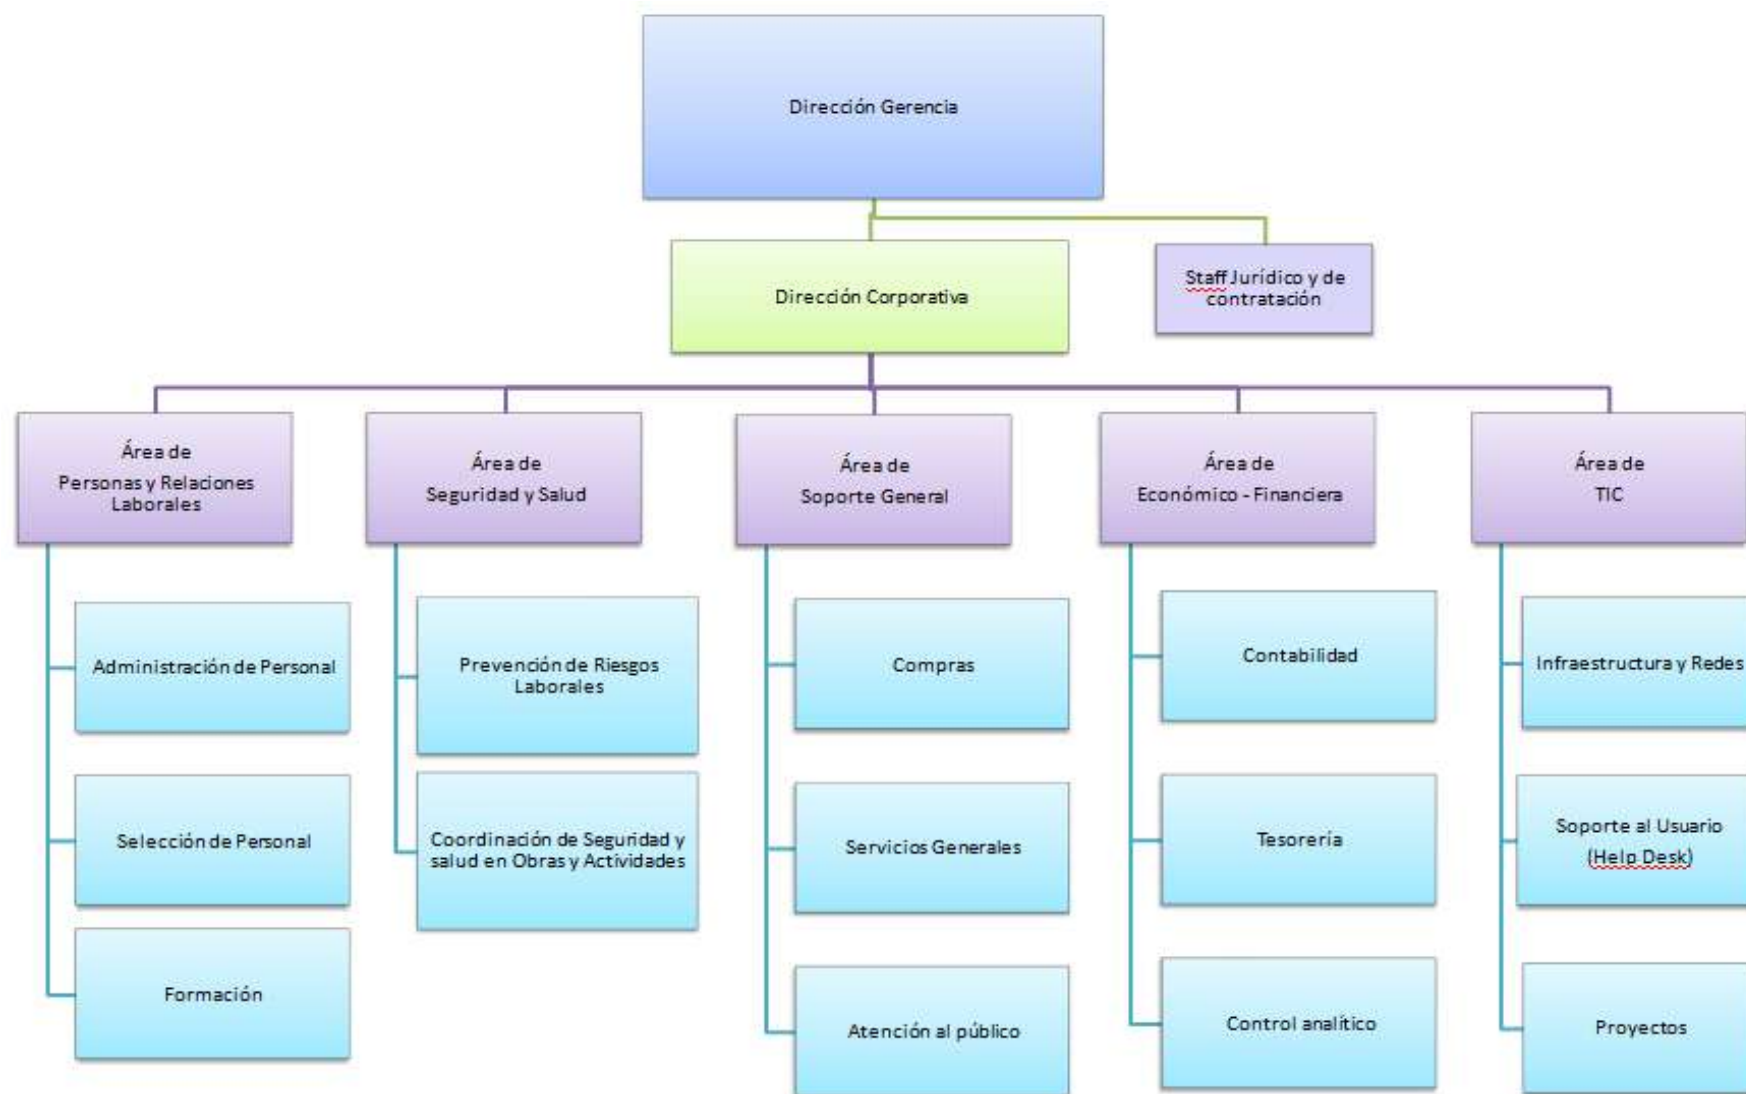 Dirección Gerencia
Dirección Corporativa
Staff Jurídico y de
contratación
Área de
Personas y Relaciones
Laborales
Área de
Seguridad y Salud
Área de
Soporte General
Área de
Económico - Financiera
Área de
TIC
Administración de Personal
Selección de Personal
Formación
Prevención de Riesgos
Laborales
Coordinación de Seguridad y
salud en Obras y Actividades
Compras
Servicios Generales
Atención al público
Contabilidad
Tesorería
Control analítico
Infraestructura y Redes
Soporte al Usuario
(Help Desk)
Proyectos